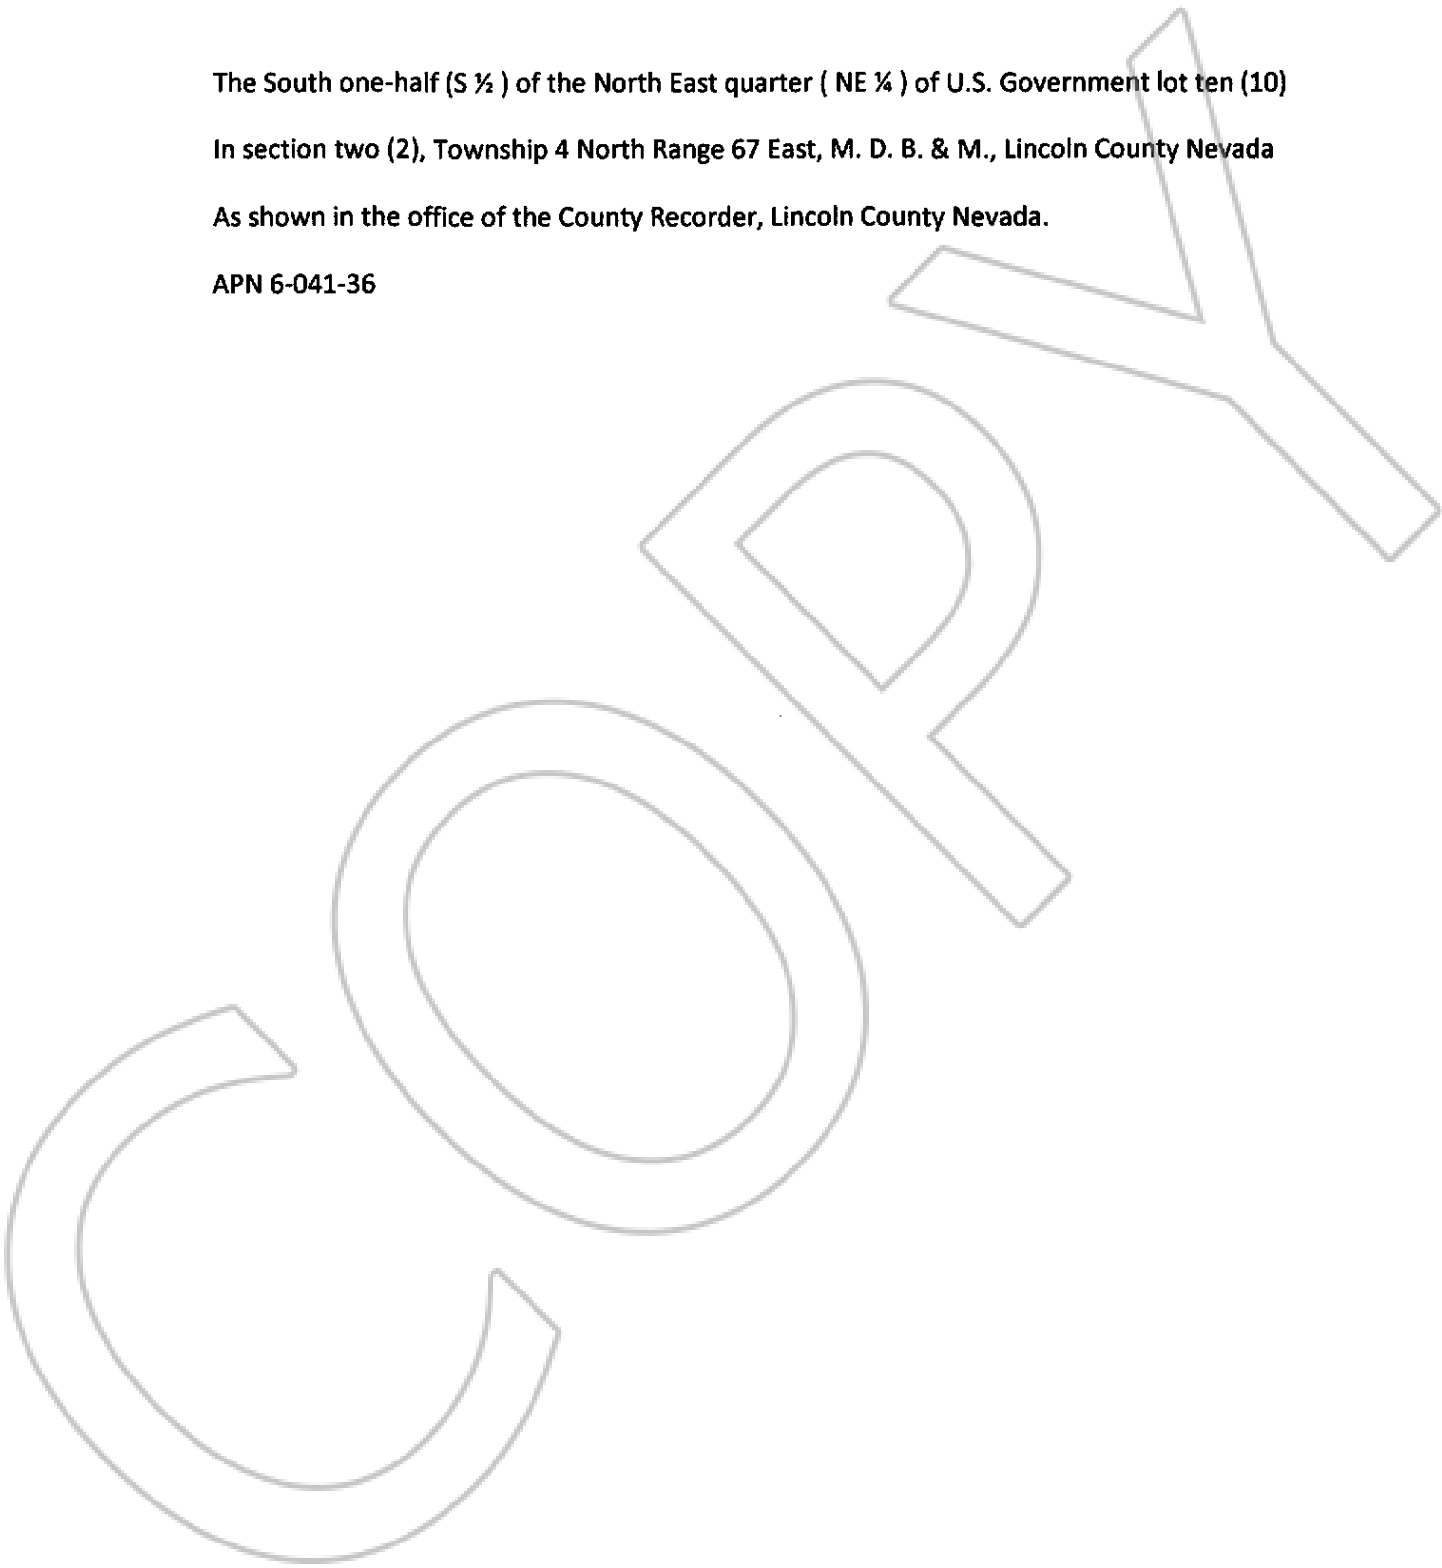 The South one-half (S ½ ) of the North East quarter ( NE ¼ ) of U.S. Government lot ten (10)
In section two (2), Township 4 North Range 67 East, M. D. B. & M., Lincoln County Nevada
As shown in the office of the County Recorder, Lincoln County Nevada.
APN 6-041-36
COPY